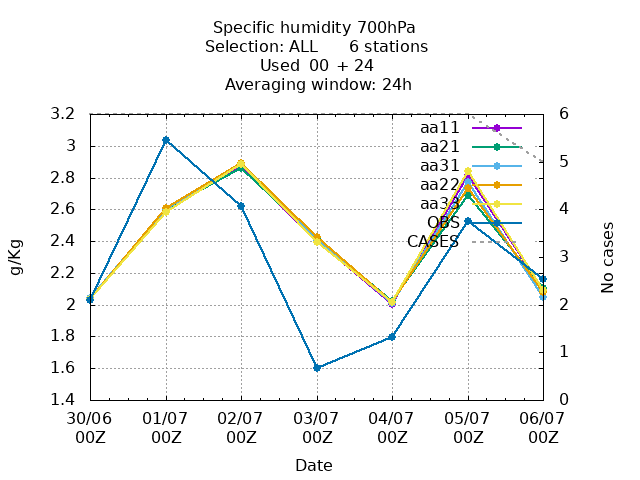 Specific humidity 700hPa
Selection: ALL 6 stations
Used 00 + 24
Averaging window: 24h
3.2
3
2.8
2.6
2.4
2.2
2
1.8
1.6
1.4
g/Kg
6
5
4
3
2
1
0
No cases
aa11
aa21
aa31
aa22
aa33
OBS
CASES
30/06 01/07 02/07 03/07 04/07 05/07 06/07
00Z 00Z 00Z 00Z 00Z 00Z 00Z
Date